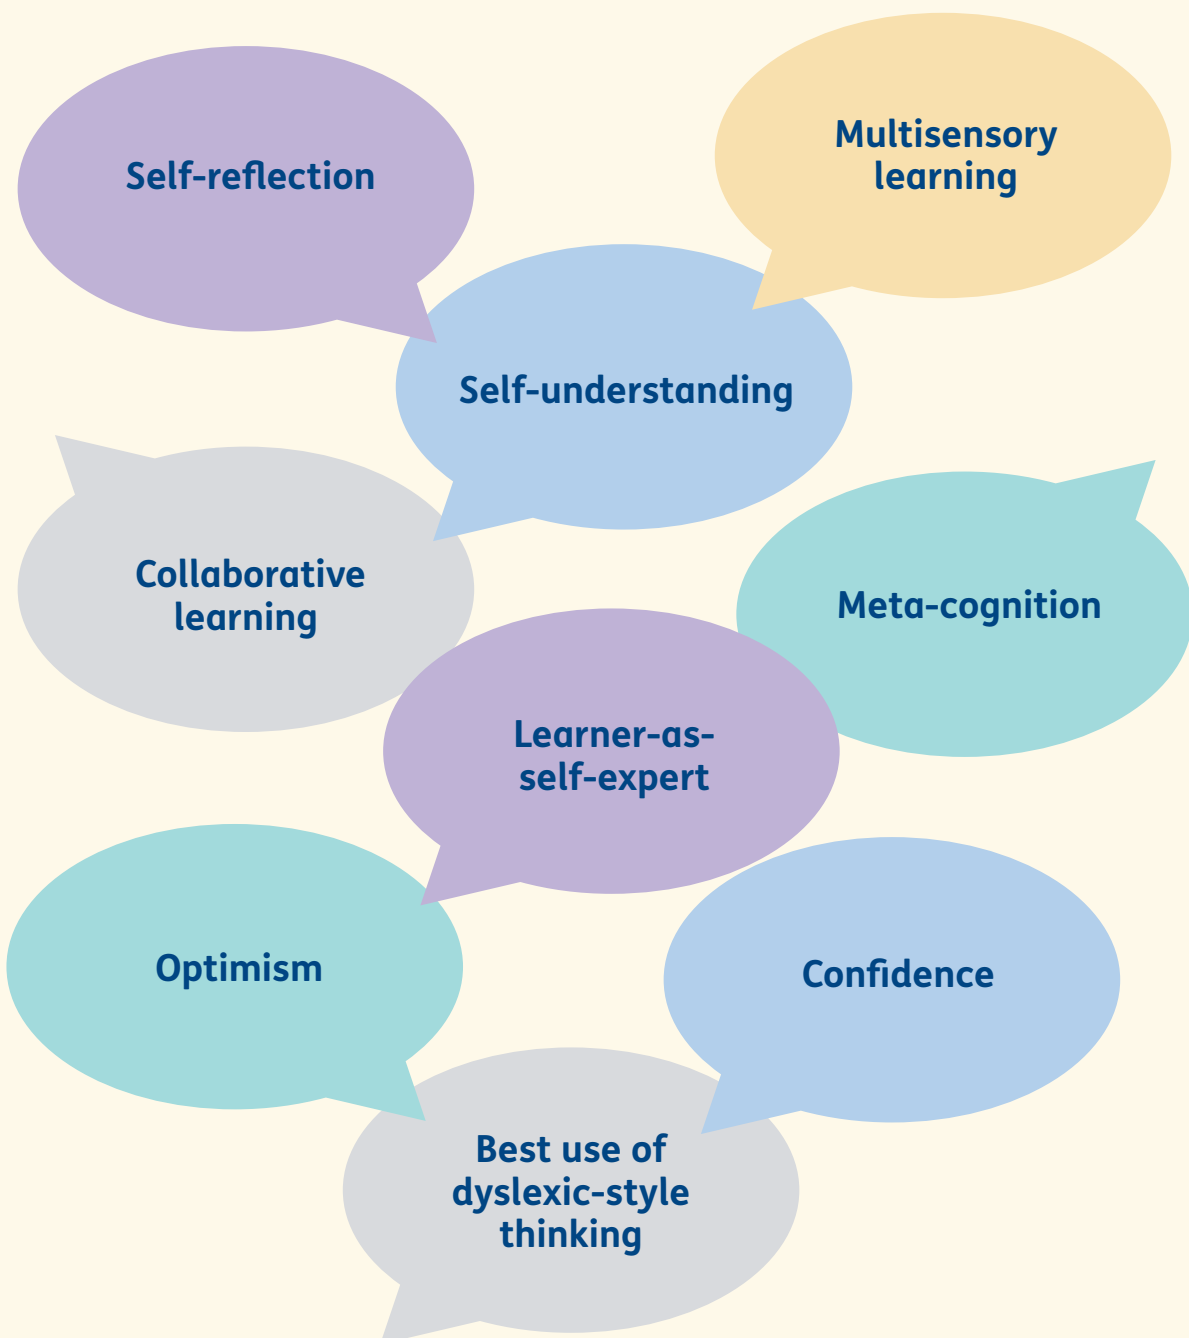 Self-reflection
Multisensory
learning
Self-understanding
Collaborative
learning
Meta-cognition
Learner-as-
self-expert
Optimism
Confidence
Best use of
dyslexic-style
thinking